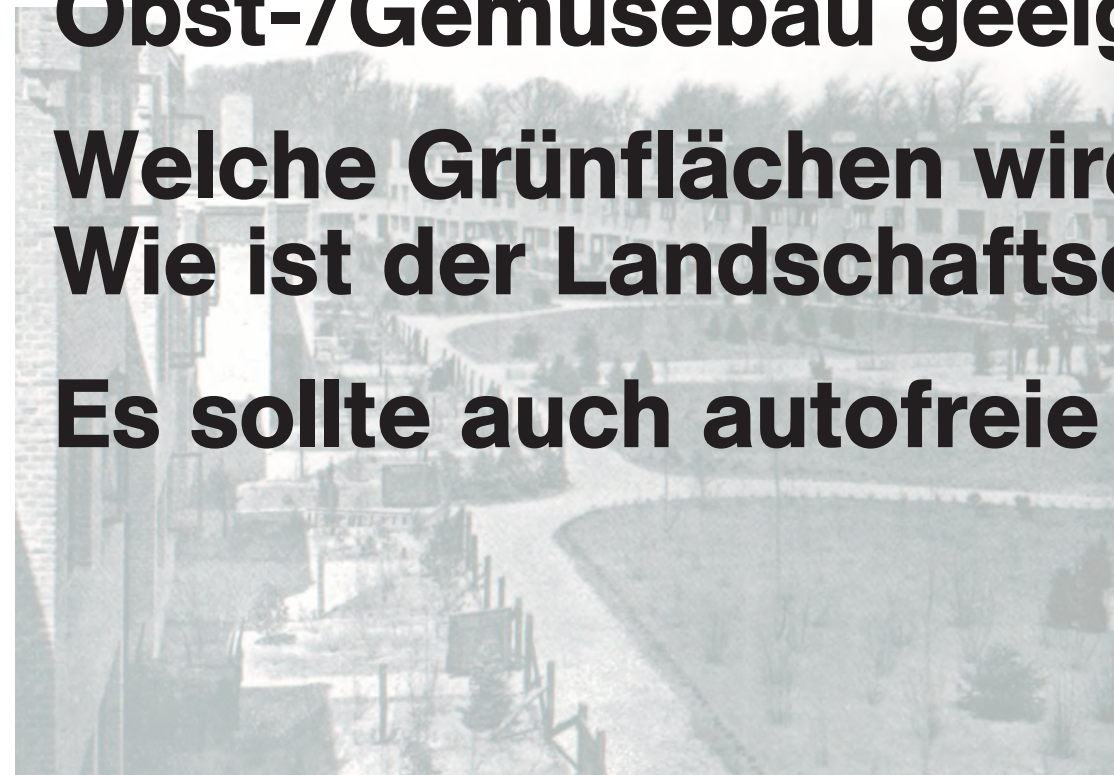 Obst-/Gemüsebau geeig
Welche Grünflächen wir
Wie ist der Landschafts
Es sollte auch autofreie